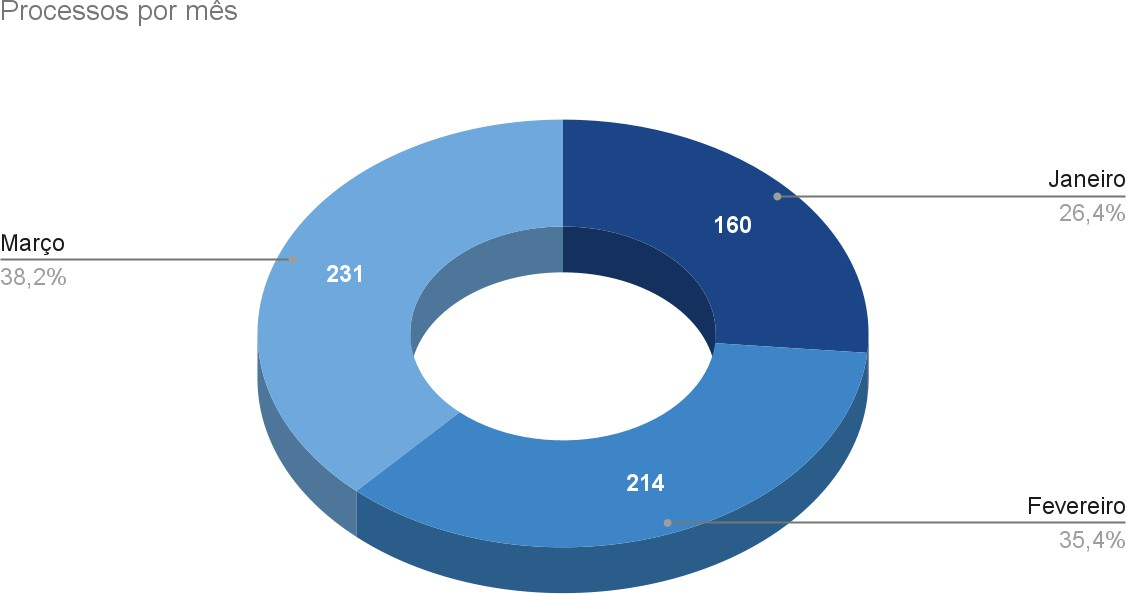 Processos por mês
Janeiro
26,4%
160
Março
38,2%
231
214
Fevereiro
35,4%